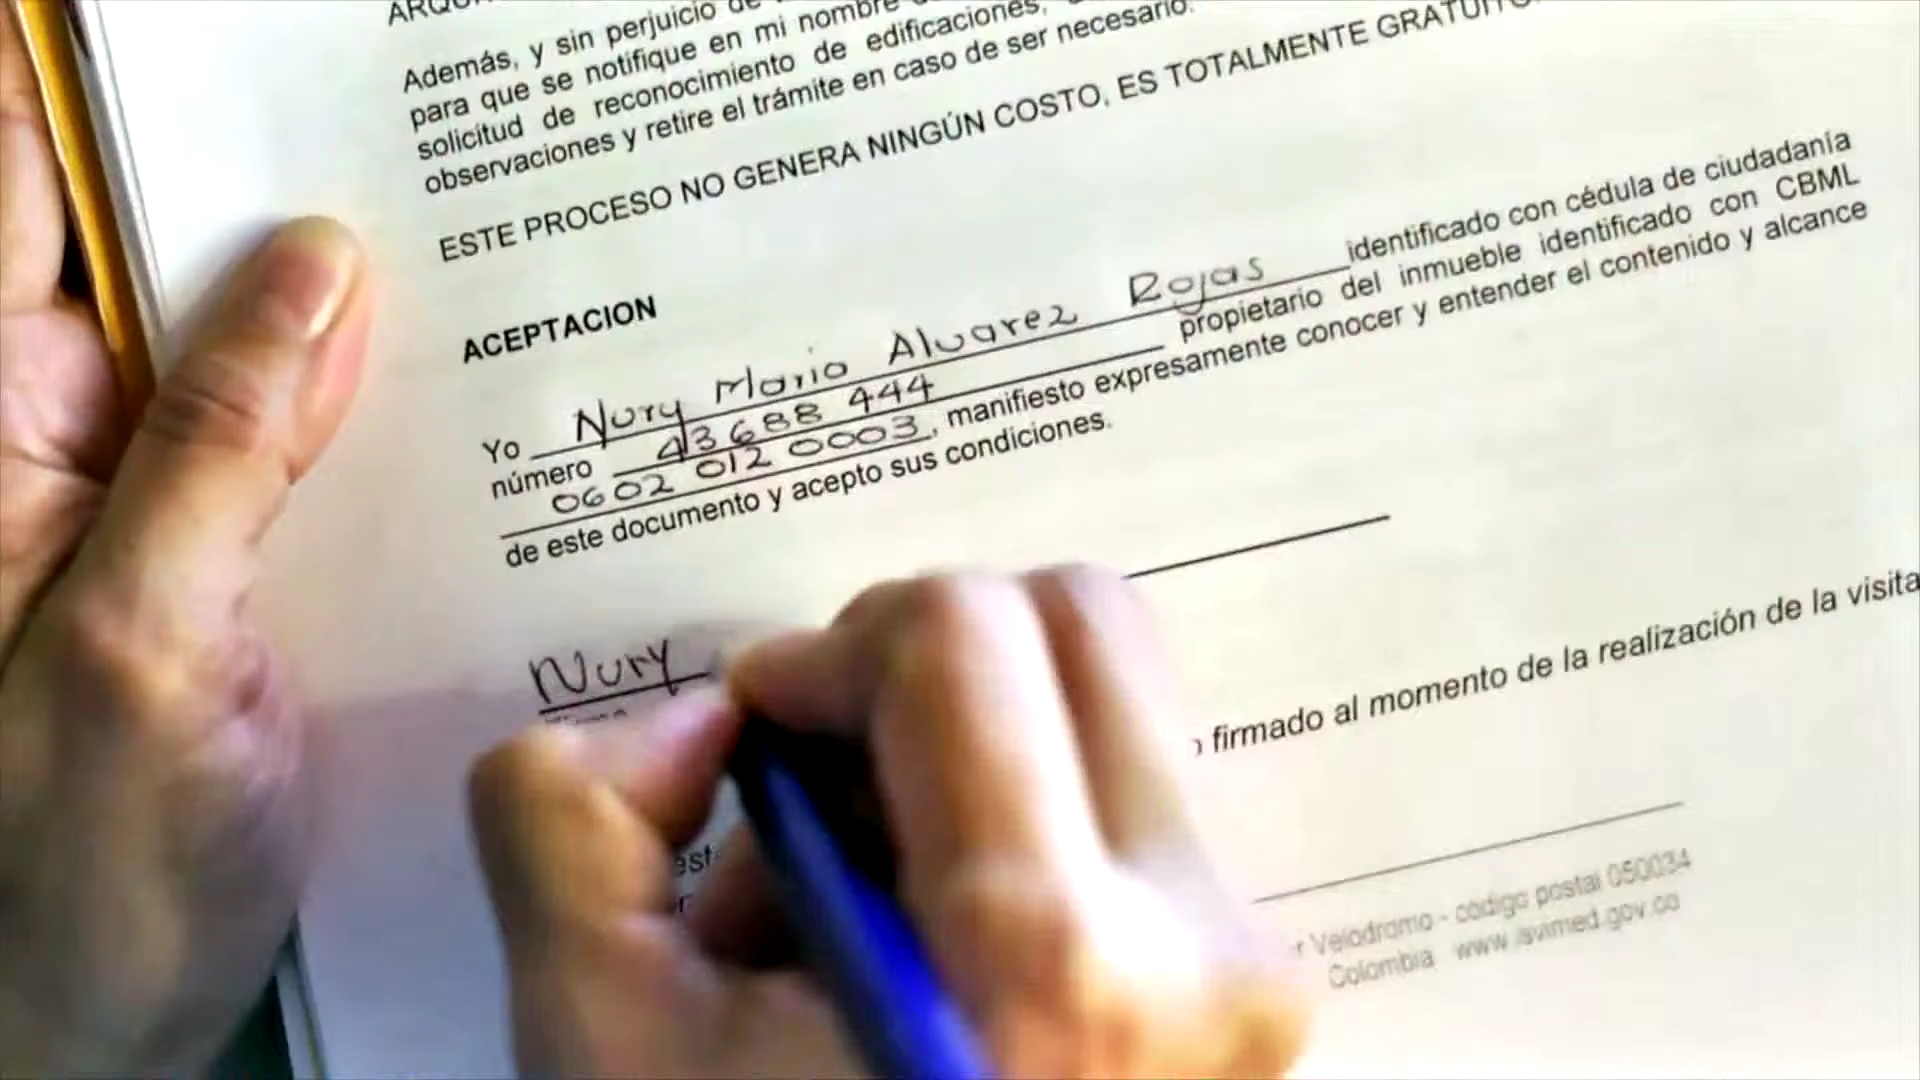 Además, y sin perjuicio de
para que se notifique en mi nombre
solicitud de reconocimiento de edificaciones,
observaciones y retire el trámite en caso de ser necesario.
ESTE PROCESO NO GENERA NINGÚN COSTO, ES TOTALMENTE GRATUITO.
ACEPTACION
Yo Nury Maria Alvarez Rojas identificado con cédula de ciudadanía
número 43688 444 propietario del inmueble identificado con CBML
0602 012 0003, manifiesto expresamente conocer y entender el contenido y alcance
de este documento y acepto sus condiciones.
Nury
firmado al momento de la realización de la visita
Velodromo - código postal 050034
Colombia www.isvimed.gov.co